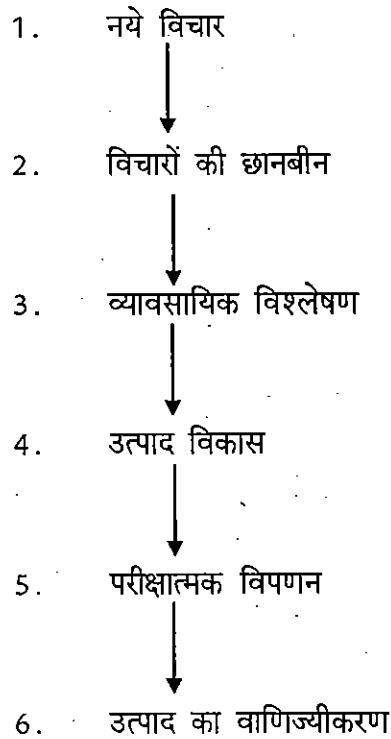 1. नये विचार
2. विचारों की छानबीन
3. व्यावसायिक विश्लेषण
4. उत्पाद विकास
5. परीक्षात्मक विपणन
6. उत्पाद का वाणिज्यीकरण